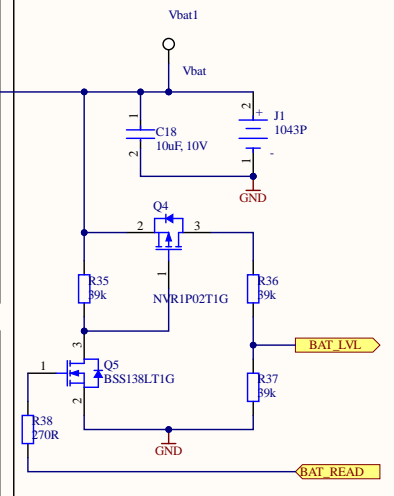 Vbat1
Vbat
1
C18
10uF, 10V
2
2
+
J1
1043P
1
-
GND
Q4
2
3
1
NVR1P02T1G
R35
39k
R36
39k
BAT_LVL
3
1
Q5
BSS138LT1G
2
R37
39k
R38
270R
GND
BAT_READ